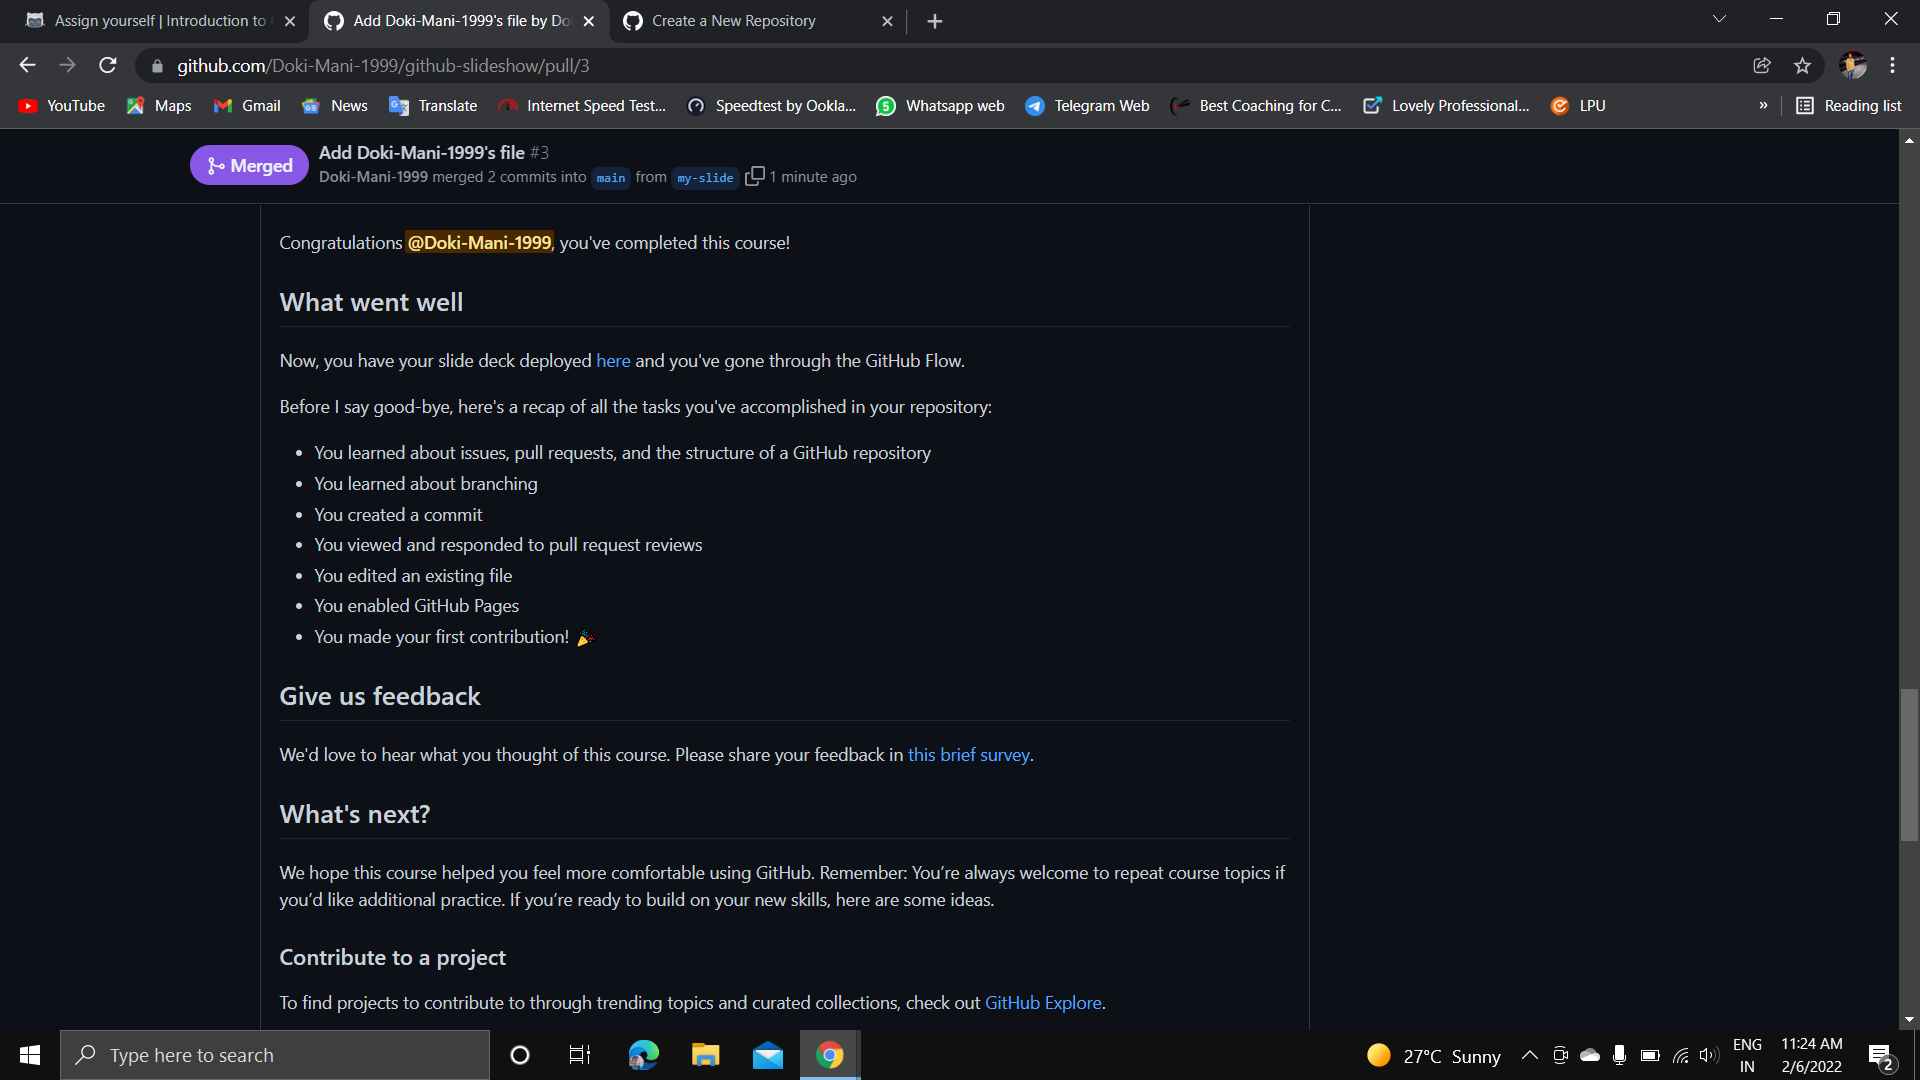 Assign yourself | Introduction to
Add Doki-Mani-1999's file by Do
Create a New Repository
github.com/Doki-Mani-1999/github-slideshow/pull/3
YouTube Maps Gmail News Translate Internet Speed Test... Speedtest by Ookla... Whatsapp web Telegram Web Best Coaching for C... Lovely Professional... LPU » Reading list
Merged
Add Doki-Mani-1999's file #3
Doki-Mani-1999 merged 2 commits into main from my-slide 1 minute ago
Congratulations @Doki-Mani-1999, you've completed this course!
What went well
Now, you have your slide deck deployed here and you've gone through the GitHub Flow.
Before I say good-bye, here's a recap of all the tasks you've accomplished in your repository:
• You learned about issues, pull requests, and the structure of a GitHub repository
• You learned about branching
• You created a commit
• You viewed and responded to pull request reviews
• You edited an existing file
• You enabled GitHub Pages
• You made your first contribution! 🎉
Give us feedback
We'd love to hear what you thought of this course. Please share your feedback in this brief survey.
What's next?
We hope this course helped you feel more comfortable using GitHub. Remember: You’re always welcome to repeat course topics if
you’d like additional practice. If you’re ready to build on your new skills, here are some ideas.
Contribute to a project
To find projects to contribute to through trending topics and curated collections, check out GitHub Explore.
Type here to search
27°C Sunny
ENG
IN
11:24 AM
2/6/2022
2